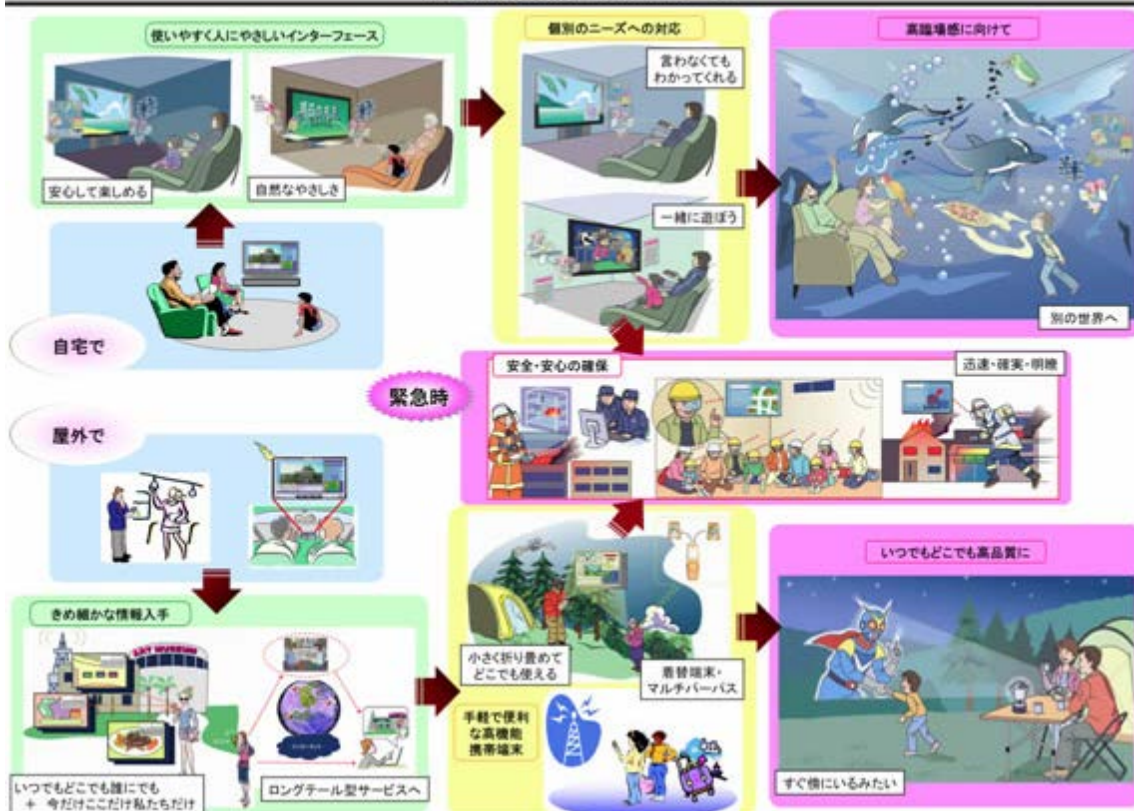 使いやすく人にやさしいインターフェース
安心して楽しめる
自然なやさしさ
個別のニーズへの対応
言わなくても
わかってくれる
一緒に遊ぼう
高臨場感に向けて
別の世界へ
自宅で
緊急時
安全・安心の確保
迅速・確実・明瞭
屋外で
きめ細かな情報入手
ART MUSEUM
いつでもどこでも誰にでも
+ 今だけここだけ私たちだけ
ロングテール型サービスへ
小さく折り畳めて
どこでも使える
着替端末・
マルチパーパス
手軽で便利
な高機能
携帯端末
いつでもどこでも高品質に
すぐ傍にいるみたい